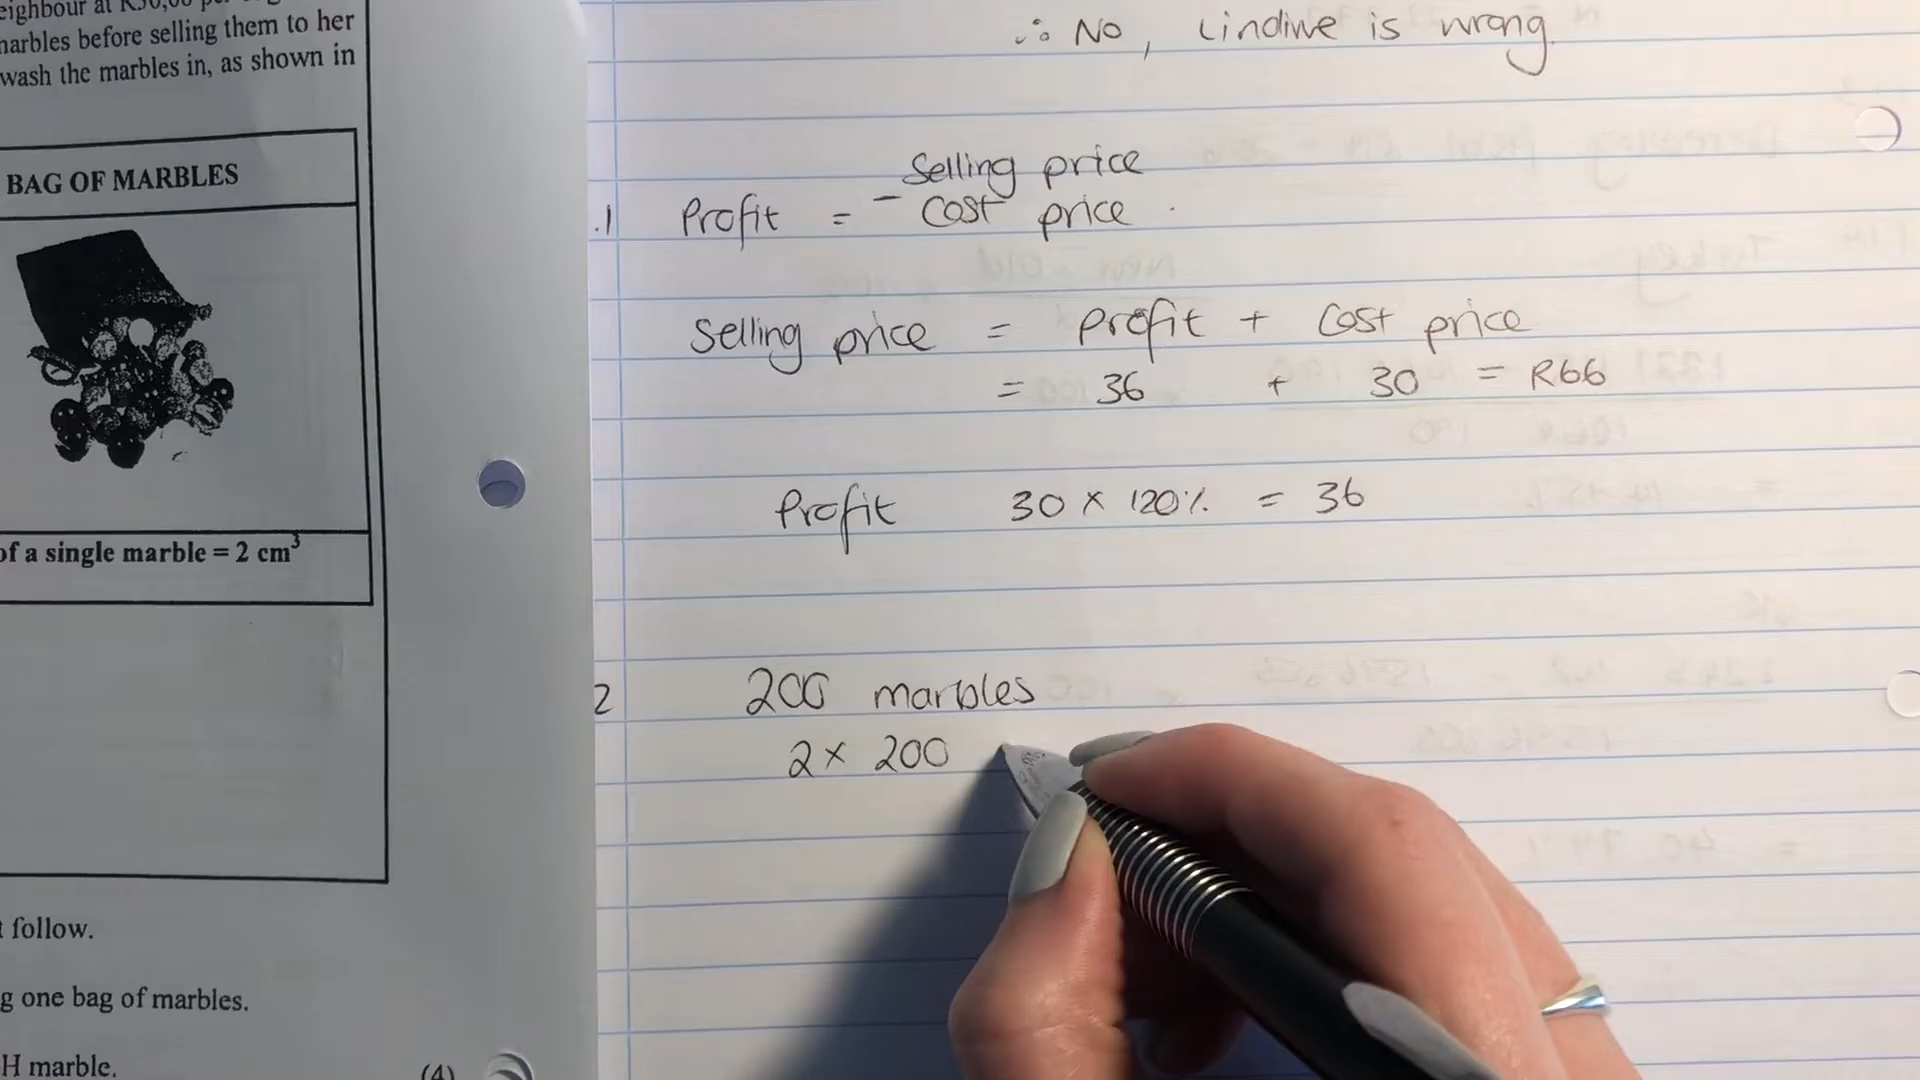 eighbour at R30,00 per
marbles before selling them to her
wash the marbles in, as shown in
BAG OF MARBLES
of a single marble = 2 cm³
t follow.
g one bag of marbles.
H marble.
(4)
∴ No, Lindiwe is wrong.
.1 Profit = - Selling price
Cost price
Selling price = Profit + Cost price
= 36 + 30 = R66
Profit 30 × 120% = 36
2 200 marbles
2 × 200